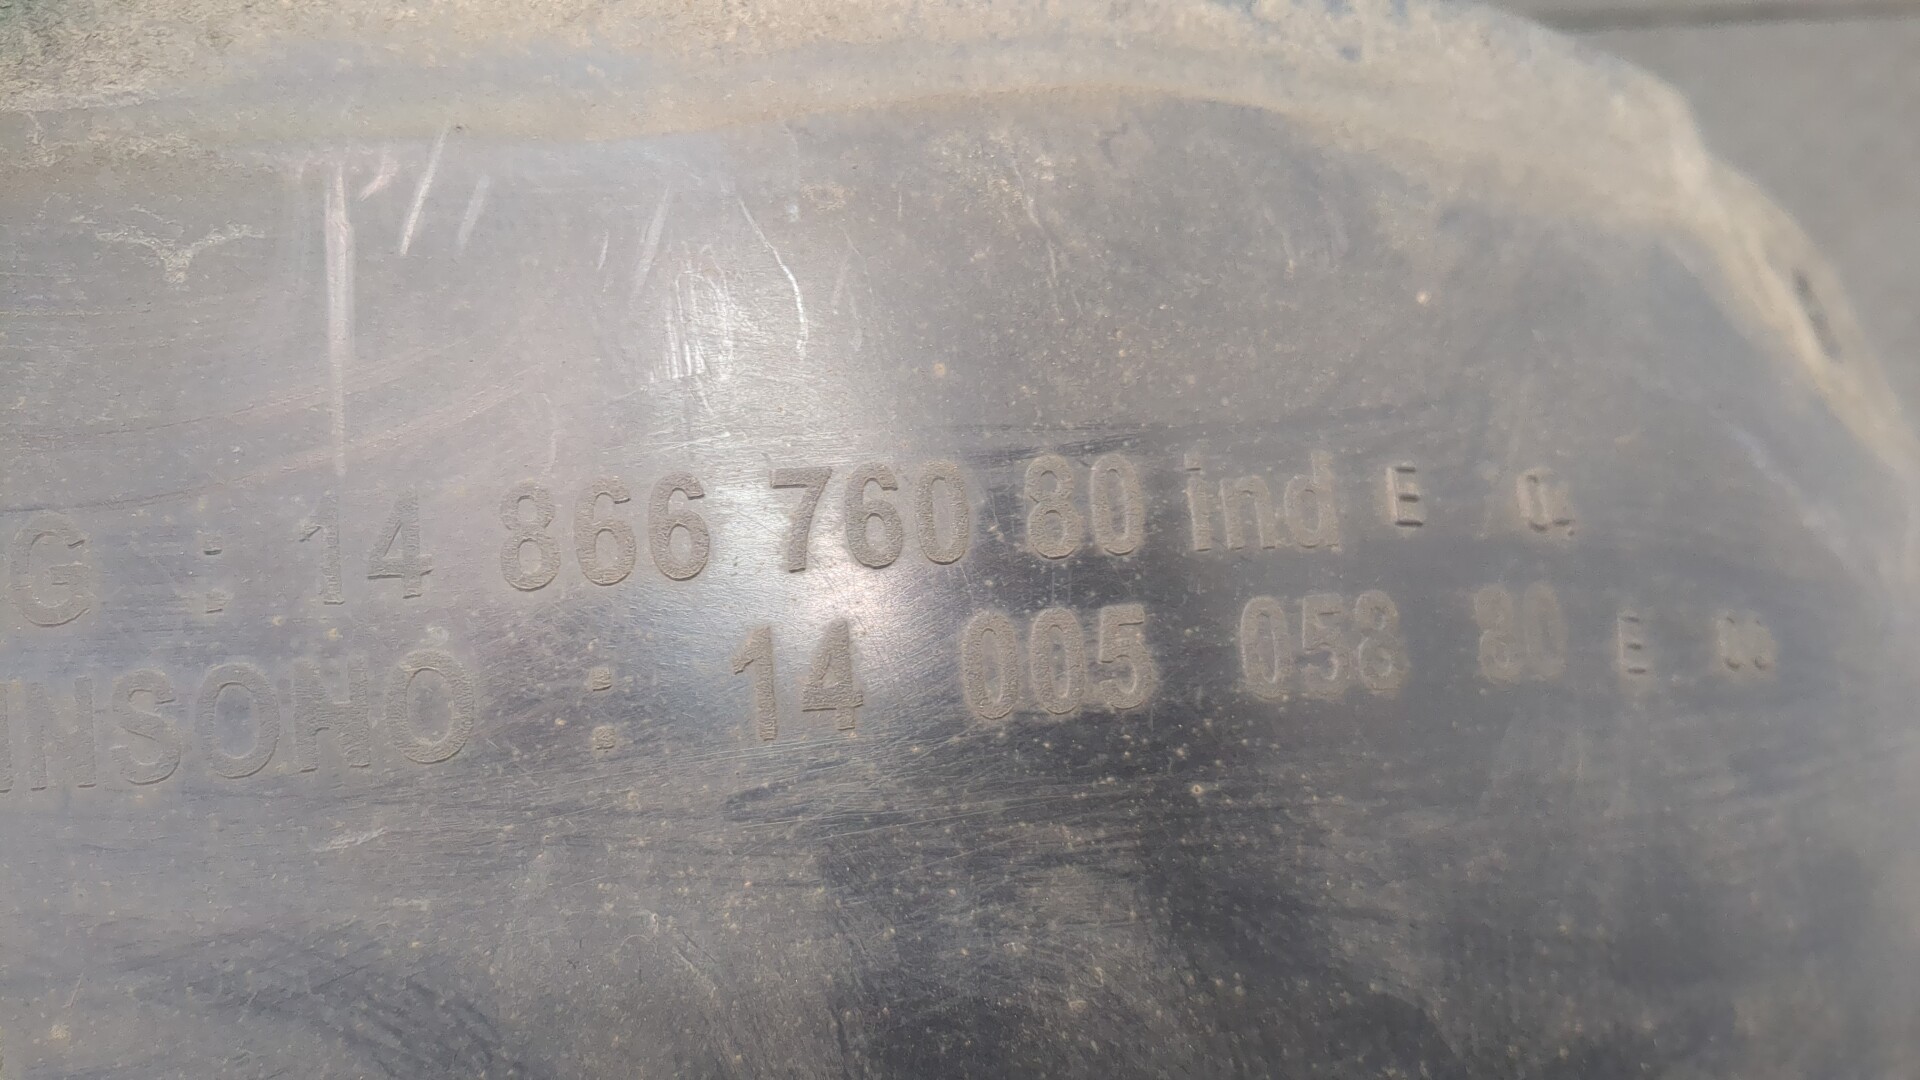 G : 14 866 760 80 ind E
INSONO : 14 005 058 80 E